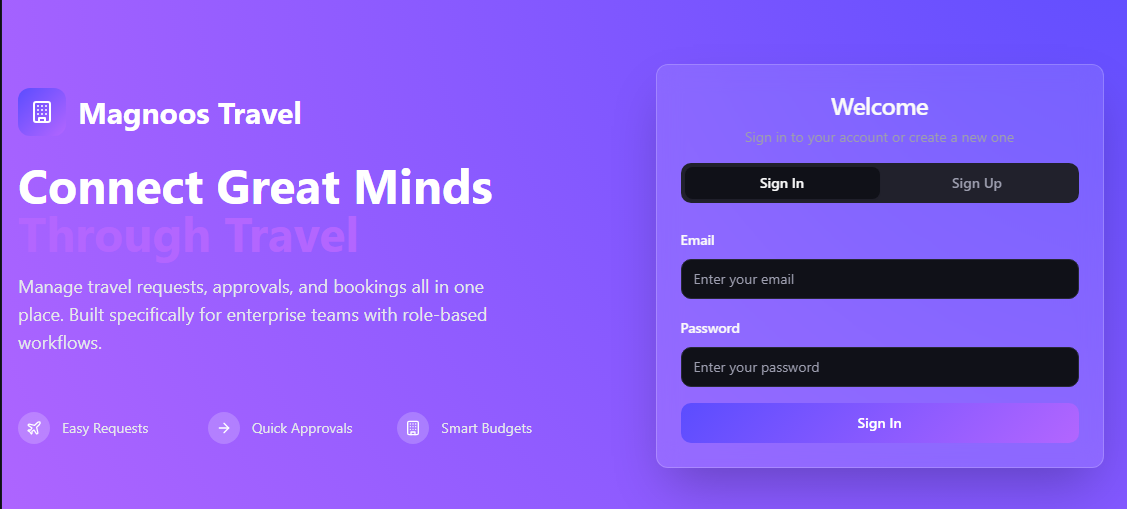 Magnoos Travel
Connect Great Minds
Through Travel
Manage travel requests, approvals, and bookings all in one
place. Built specifically for enterprise teams with role-based
workflows.
Easy Requests
Quick Approvals
Smart Budgets
Welcome
Sign in to your account or create a new one
Sign In
Sign Up
Email
Enter your email
Password
Enter your password
Sign In